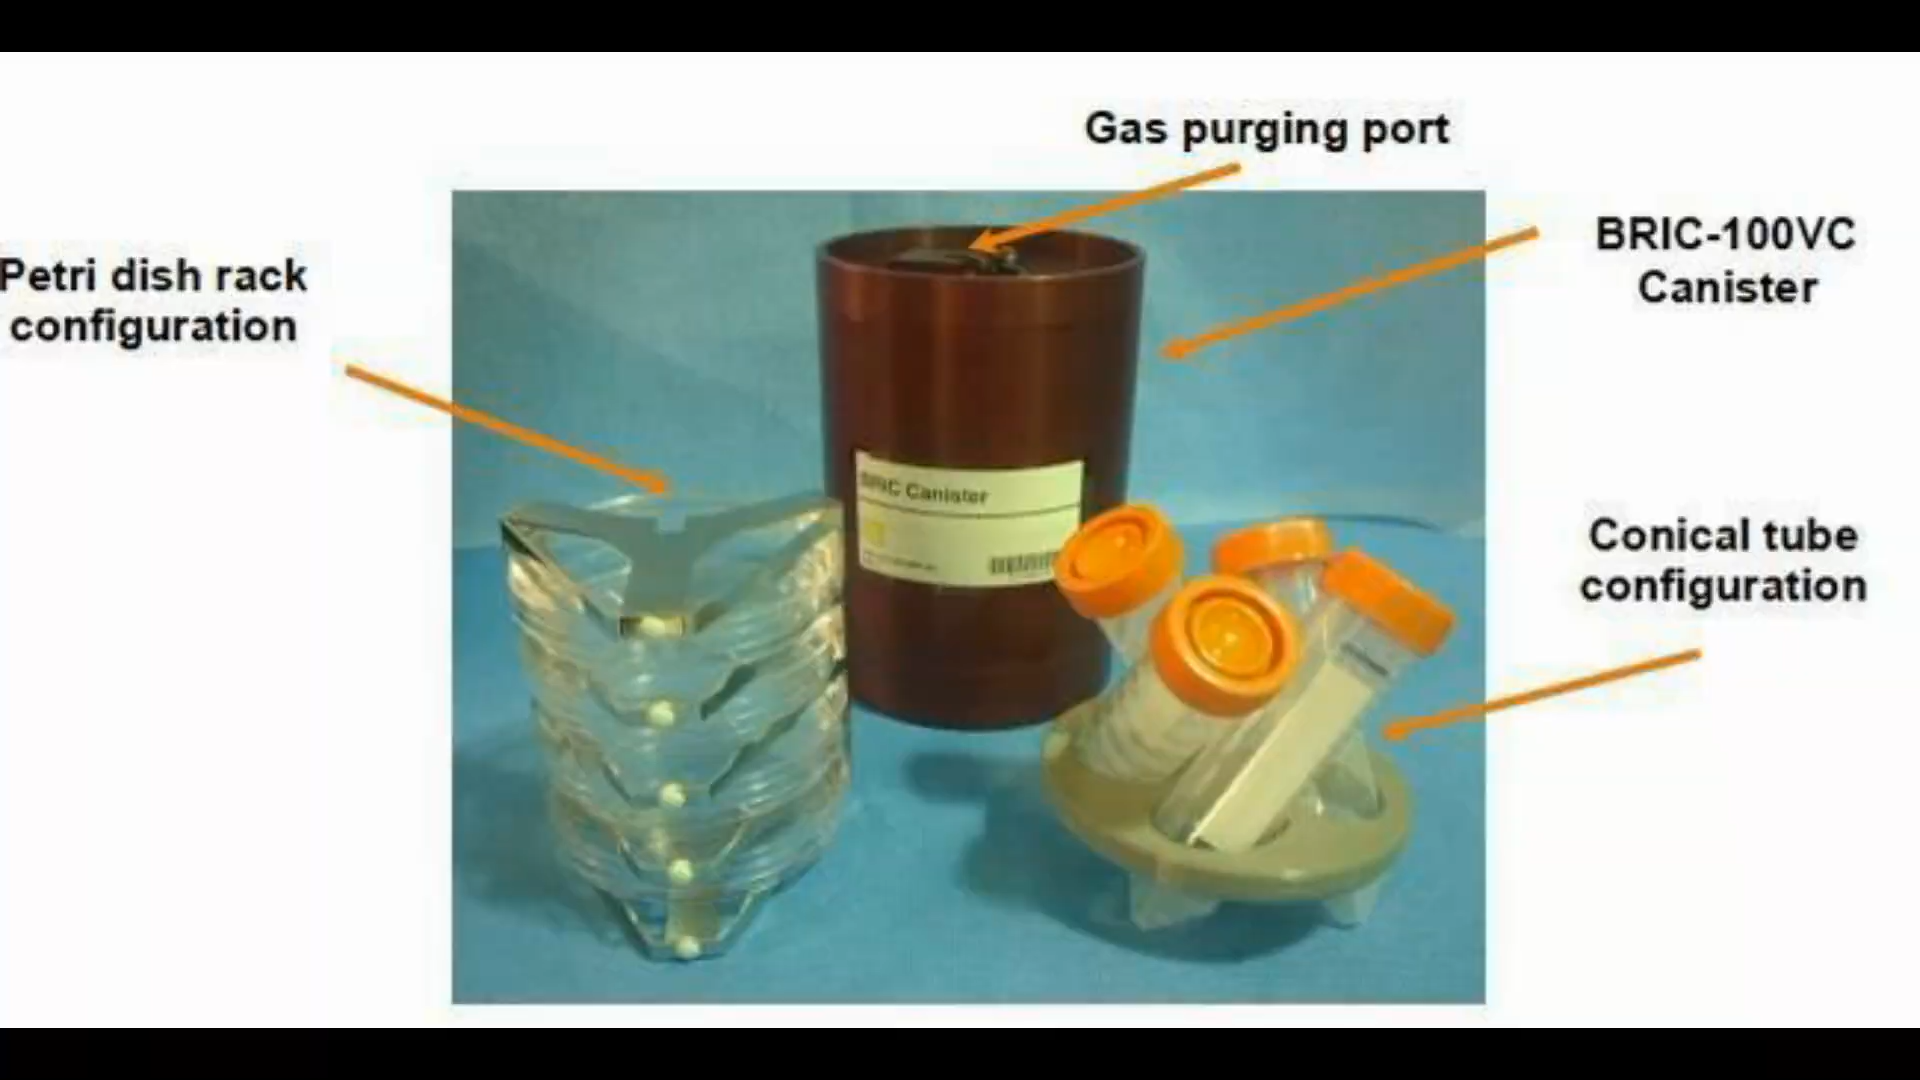 Gas purging port
BRIC-100VC
Canister
Petri dish rack
configuration
BRIC Canister
Conical tube
configuration